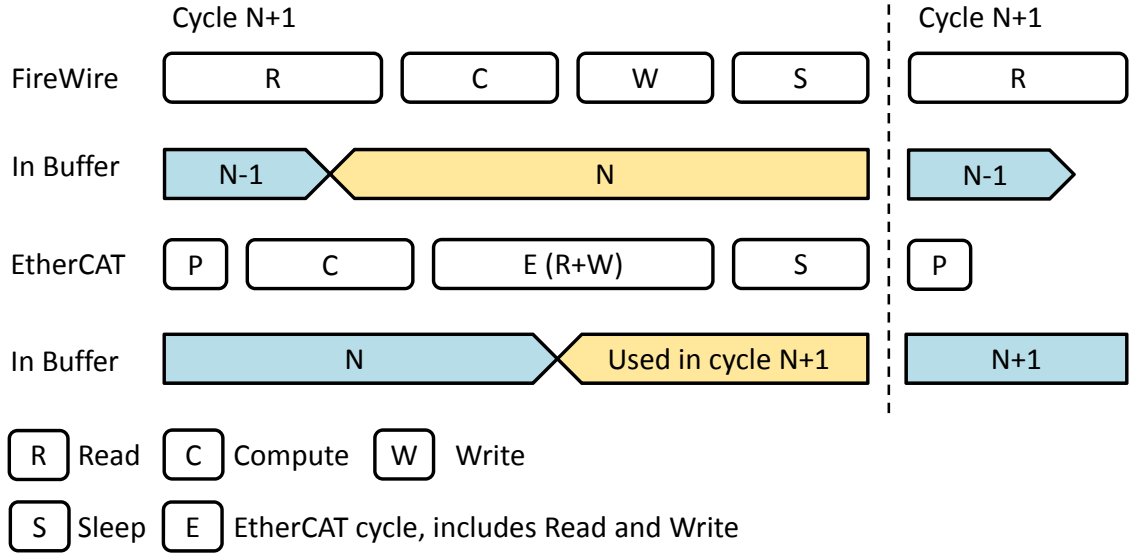 Cycle N+1 Cycle N+1
FireWire R C W S R
In Buffer N-1 N N-1
EtherCAT P C E (R+W) S P
In Buffer N Used in cycle N+1 N+1
R Read C Compute W Write
S Sleep E EtherCAT cycle, includes Read and Write